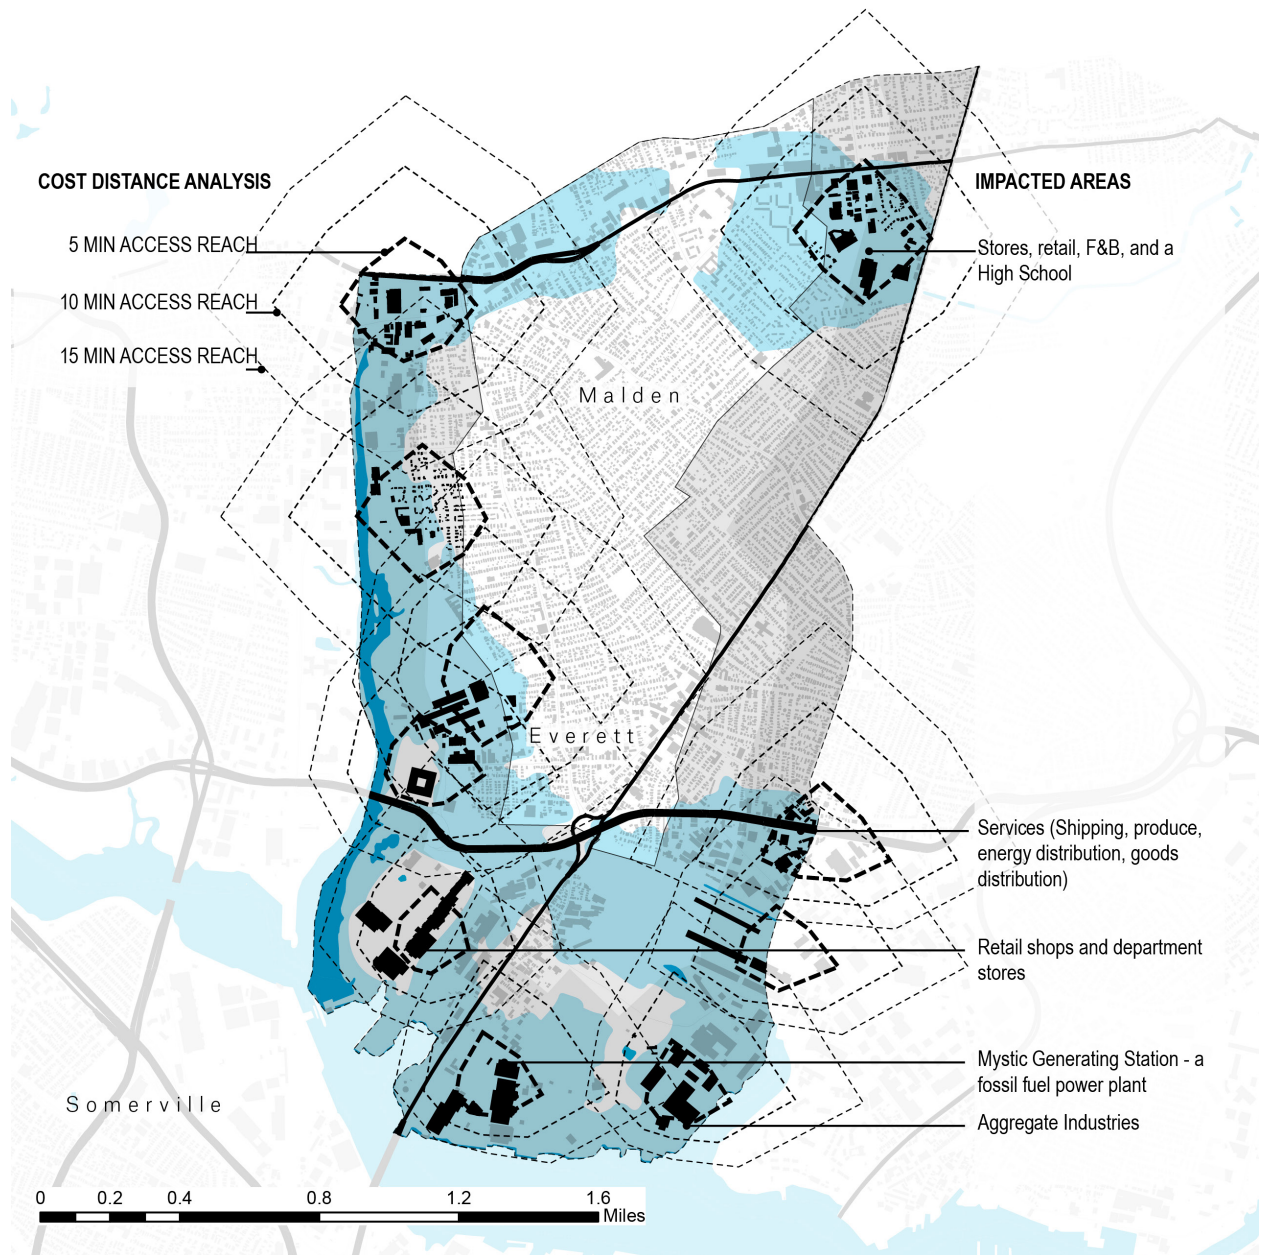 COST DISTANCE ANALYSIS
IMPACTED AREAS
5 MIN ACCESS REACH
Stores, retail, F&B, and a
High School
10 MIN ACCESS REACH
15 MIN ACCESS REACH
Malden
Everett
Services (Shipping, produce,
energy distribution, goods
distribution)
Retail shops and department
stores
Mystic Generating Station - a
fossil fuel power plant
Somerville
Aggregate Industries
0 0.2 0.4 0.8 1.2 1.6
Miles